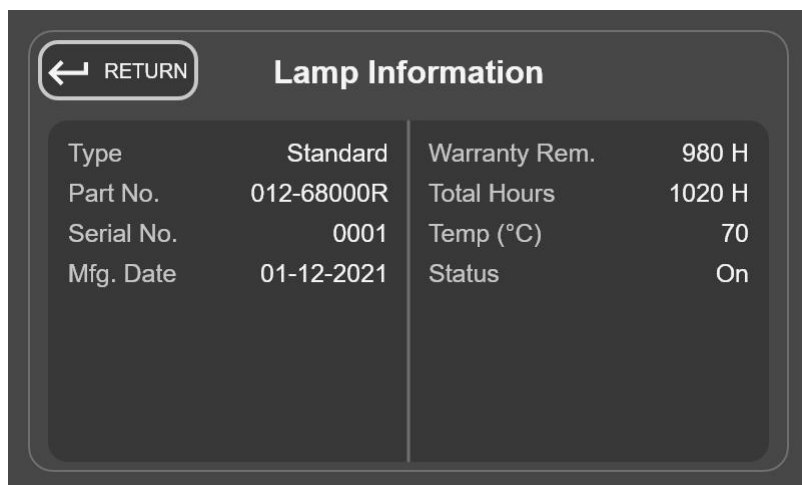 RETURN
Lamp Information
Type Standard
Part No. 012-68000R
Serial No. 0001
Mfg. Date 01-12-2021
Warranty Rem. 980 H
Total Hours 1020 H
Temp (°C) 70
Status On